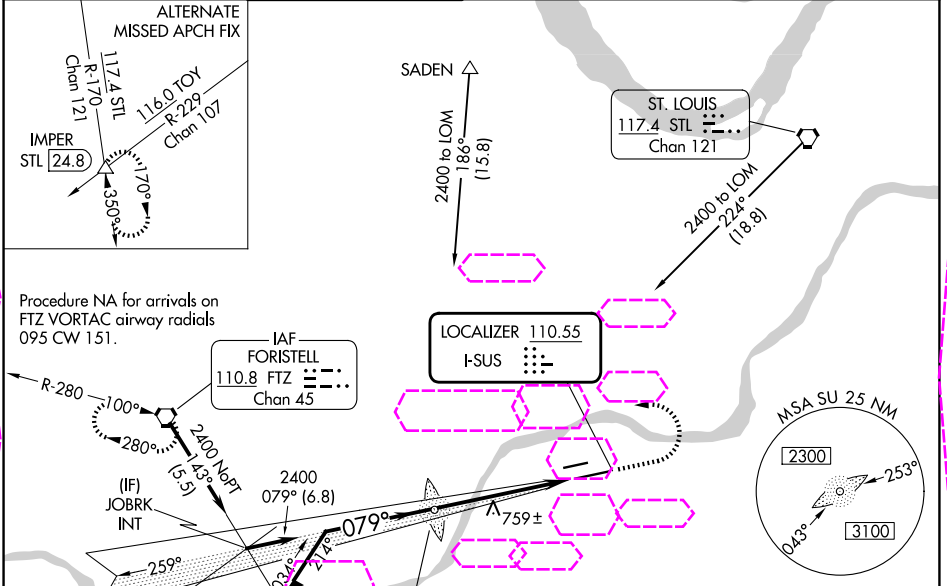 ALTERNATE
MISSED APCH FIX
117.4 STL
R-170
Chan 121
116.0 TOY
R-229
Chan 107
IMPER
STL 24.8
170°
350°
SADEN
2400 to LOM
186°
(15.8)
ST. LOUIS
117.4 STL
Chan 121
2400 to LOM
224°
(18.8)
Procedure NA for arrivals on
FTZ VORTAC airway radials
095 CW 151.
IAF
FORISTELL
110.8 FTZ
Chan 45
LOCALIZER 110.55
I-SUS
R-280
100°
280°
2400 NoPT
143°
(5.5)
(IF)
JOBRK
INT
2400
079° (6.8)
079°
759±
259°
034°
214°
MSA SU 25 NM
2300
253°
043°
3100